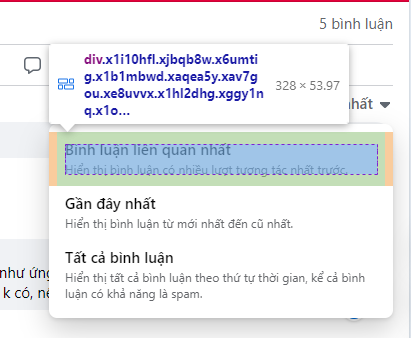 5 bình luận
div.x1i10hfl.xjbqb8w.x6umti
g.x1b1mbwd.xaqea5y.xav7g
ou.xe8uvvx.x1hl2dhg.xggy1n
q.x1o...
328 × 53.97
nhất
Bình luận liên quan nhất
Hiển thị bình luận có nhiều lượt tương tác nhất trước.
Gần đây nhất
Hiển thị bình luận từ mới nhất đến cũ nhất.
Tất cả bình luận
Hiển thị tất cả bình luận theo thứ tự thời gian, kể cả bình
luận có khả năng là spam.
như ứng
k có, nế